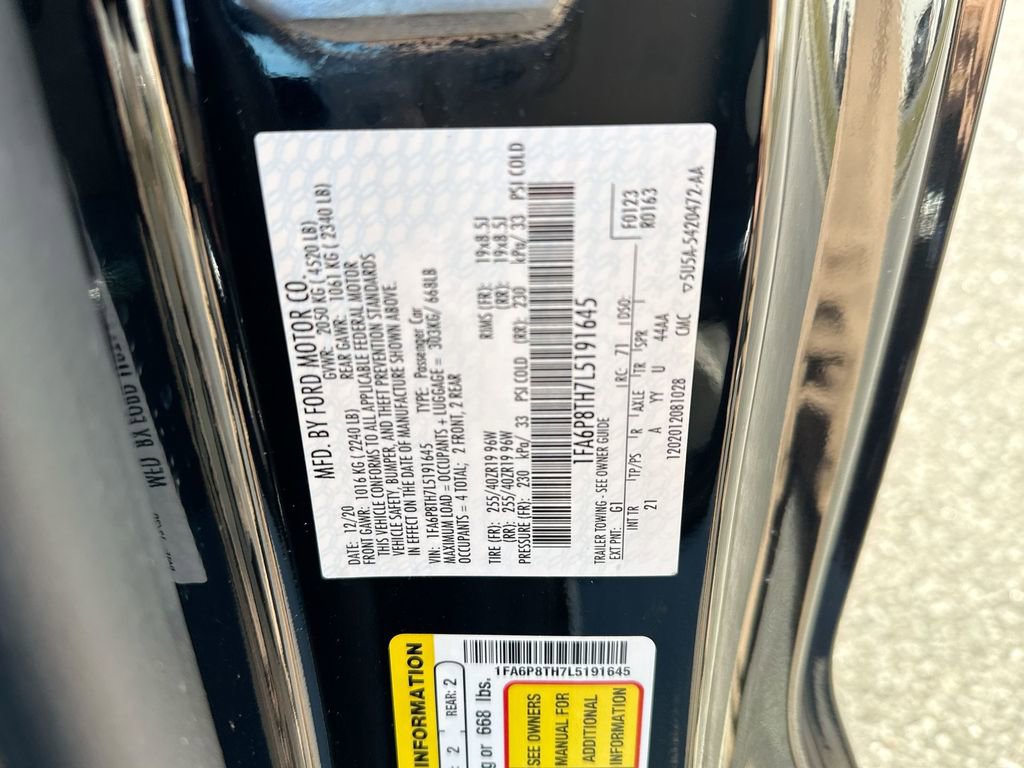 MFD. BY FORD MOTOR CO.
DATE: 12/20 GVWR: 2050 KG ( 4520 LB)
FRONT GAWR: 1016 KG ( 2240 LB) REAR GAWR: 1061 KG ( 2340 LB)
THIS VEHICLE CONFORMS TO ALL APPLICABLE FEDERAL MOTOR
VEHICLE SAFETY, BUMPER, AND THEFT PREVENTION STANDARDS
IN EFFECT ON THE DATE OF MANUFACTURE SHOWN ABOVE.
VIN: 1FA6P8TH7L5191645 TYPE: Passenger Car
MAXIMUM LOAD = OCCUPANTS + LUGGAGE = 303KG/ 668LB
OCCUPANTS = 4 TOTAL; 2 FRONT, 2 REAR
TIRE (FR): 255/40ZR19 96W RIMS (FR): 19x8.5J
(RR): 255/40ZR19 96W (RR): 19x8.5J
PRESSURE (FR): 230 kPa/ 33 PSI COLD (RR): 230 kPa/ 33 PSI COLD
1FA6P8TH7L5191645
TRAILER TOWING - SEE OWNER GUIDE
EXT PNT: G1 RC: 71 DSO: F0123
INT TR TP/PS R AXLE TR SPR R0163
21 A YY U 44AA
1202012081028 CMC ▽5U5A-5420472-AA
INFORMATION
2 REAR: 2
g or 668 lbs.
1FA6P8TH7L5191645
SEE OWNERS
MANUAL FOR
ADDITIONAL
INFORMATION